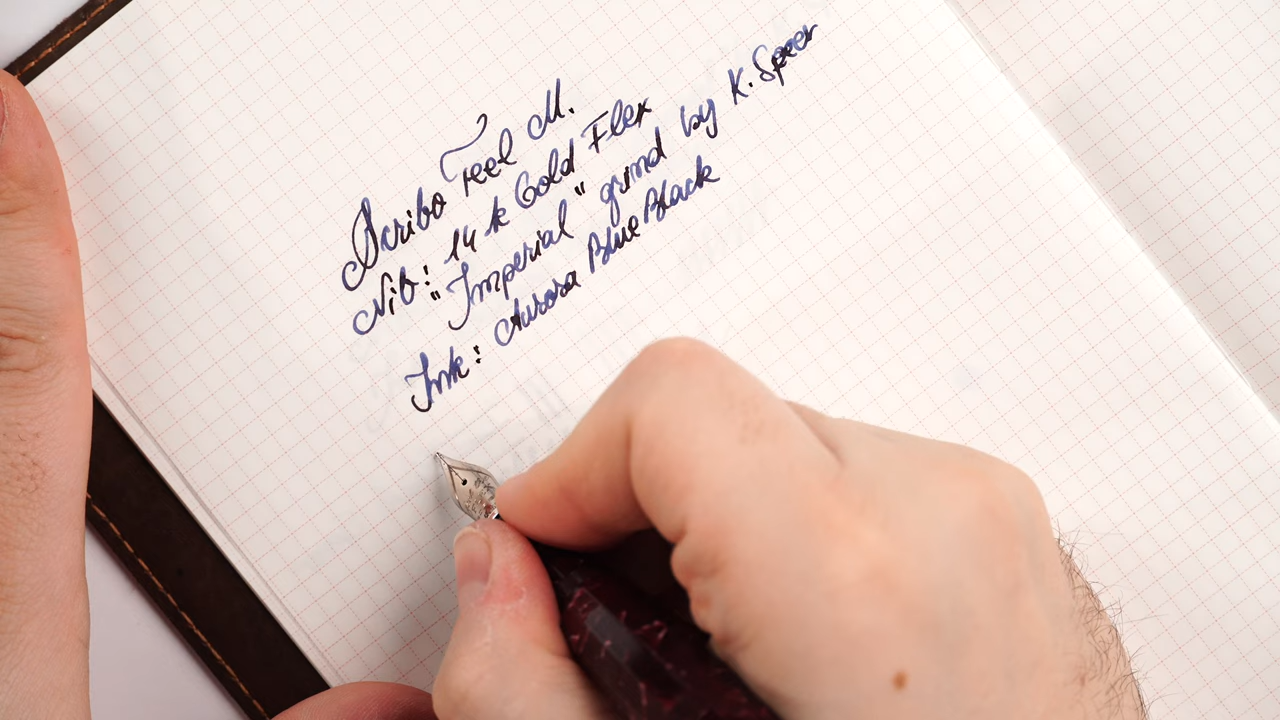 Scribo Feel M.
Nib: 14 k Gold Flex
"Imperial" grind by K. Speer
Ink: Aurora Blue Black